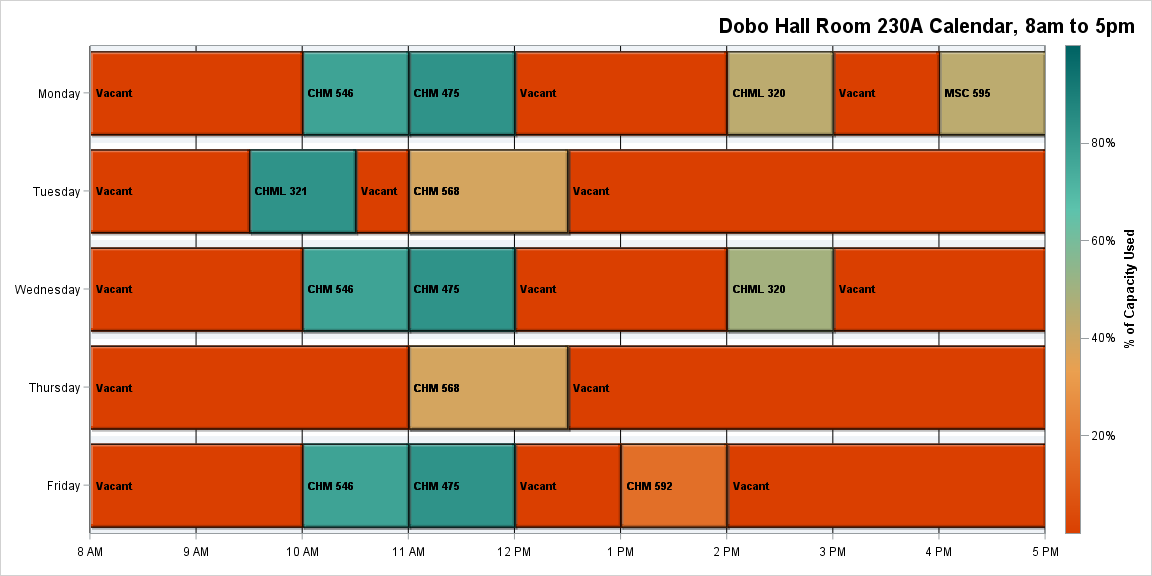 Dobo Hall Room 230A Calendar, 8am to 5pm
Monday
Vacant
CHM 546
CHM 475
Vacant
CHML 320
Vacant
MSC 595
Tuesday
Vacant
CHML 321
Vacant
CHM 568
Vacant
Wednesday
Vacant
CHM 546
CHM 475
Vacant
CHML 320
Vacant
Thursday
Vacant
CHM 568
Vacant
Friday
Vacant
CHM 546
CHM 475
Vacant
CHM 592
Vacant
8 AM
9 AM
10 AM
11 AM
12 PM
1 PM
2 PM
3 PM
4 PM
5 PM
80%
60%
40%
20%
% of Capacity Used